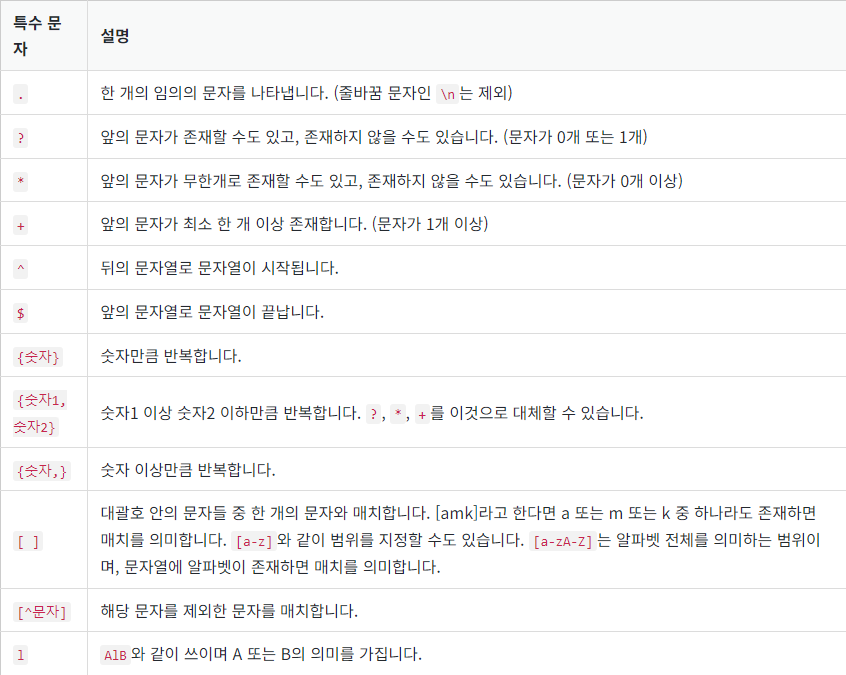 특수 문
자
설명
.
한 개의 임의의 문자를 나타냅니다. (줄바꿈 문자인 \n는 제외)
?
앞의 문자가 존재할 수도 있고, 존재하지 않을 수도 있습니다. (문자가 0개 또는 1개)
*
앞의 문자가 무한개로 존재할 수도 있고, 존재하지 않을 수도 있습니다. (문자가 0개 이상)
+
앞의 문자가 최소 한 개 이상 존재합니다. (문자가 1개 이상)
^
뒤의 문자열로 문자열이 시작됩니다.
$
앞의 문자열로 문자열이 끝납니다.
{숫자}
숫자만큼 반복합니다.
{숫자1,
숫자2}
숫자1 이상 숫자2 이하만큼 반복합니다. ?, *, +를 이것으로 대체할 수 있습니다.
{숫자,}
숫자 이상만큼 반복합니다.
[ ]
대괄호 안의 문자들 중 한 개의 문자와 매치합니다. [amk]라고 한다면 a 또는 m 또는 k 중 하나라도 존재하면
매치를 의미합니다. [a-z]와 같이 범위를 지정할 수도 있습니다. [a-zA-Z]는 알파벳 전체를 의미하는 범위이
며, 문자열에 알파벳이 존재하면 매치를 의미합니다.
[^문자]
해당 문자를 제외한 문자를 매치합니다.
l
AlB와 같이 쓰이며 A 또는 B의 의미를 가집니다.